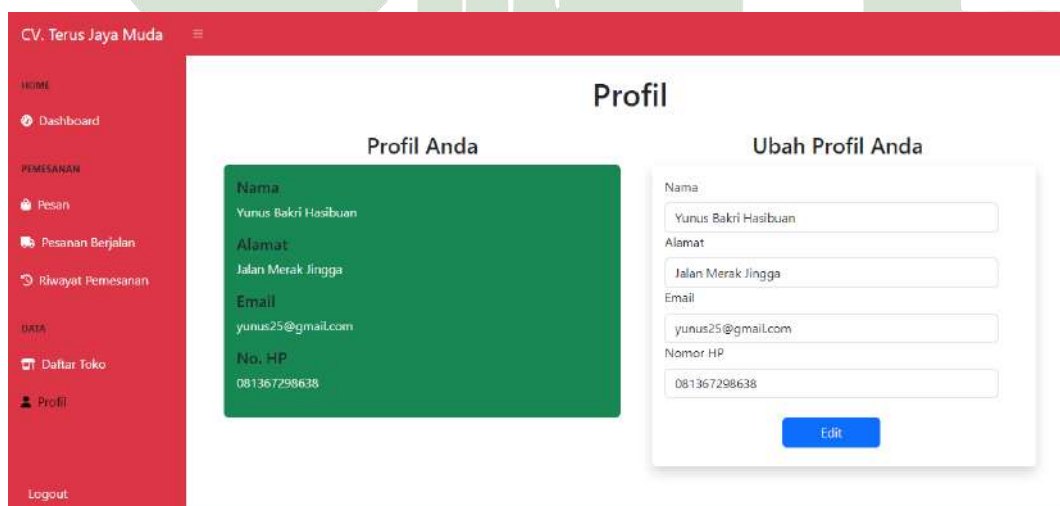 CV. Terus Jaya Muda
HOME
Dashboard
PEMESANAN
Pesan
Pesanan Berjalan
Riwayat Pemesanan
DATA
Daftar Toko
Profil
Logout
Profil
Profil Anda
Nama
Yunus Bakri Hasibuan
Alamat
Jalan Merak Jingga
Email
yunus25@gmail.com
No. HP
081367298638
Ubah Profil Anda
Nama
Yunus Bakri Hasibuan
Alamat
Jalan Merak Jingga
Email
yunus25@gmail.com
Nomor HP
081367298638
Edit